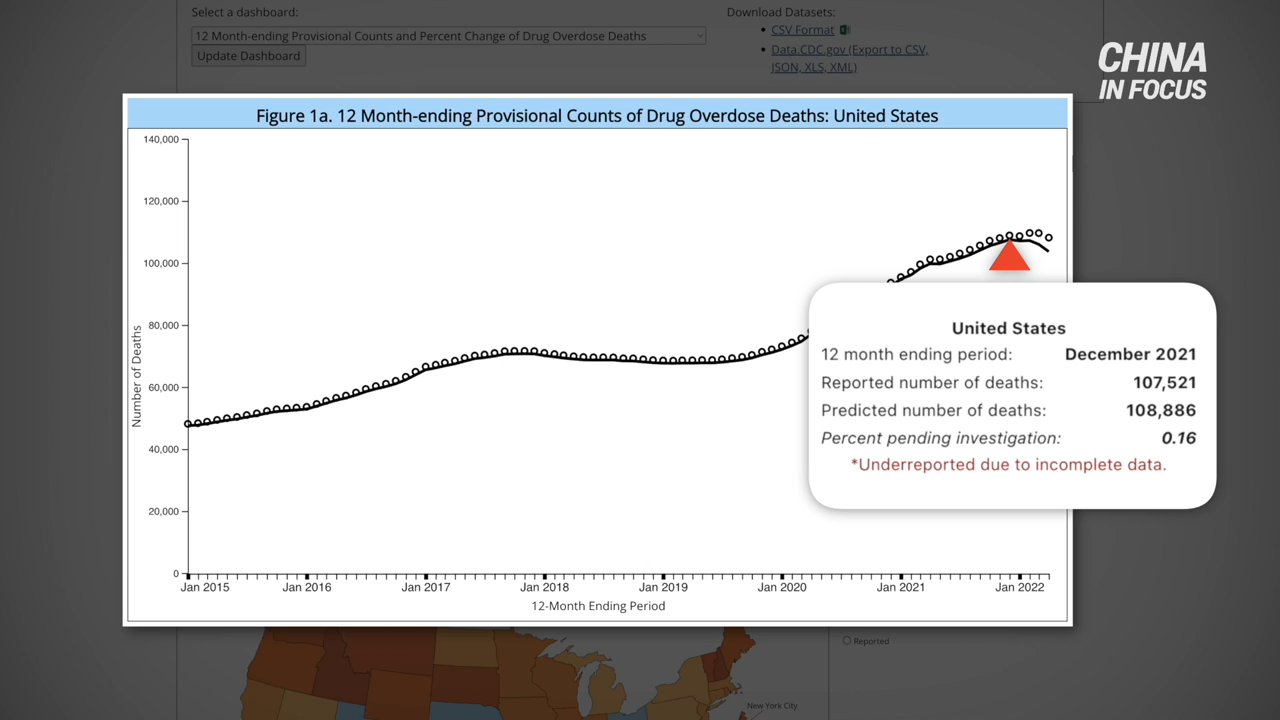 Select a dashboard:
12 Month-ending Provisional Counts and Percent Change of Drug Overdose Deaths
Update Dashboard
Download Datasets:
CSV Format
Data.CDC.gov (Export to CSV,
JSON, XLS, XML)
CHINA
IN FOCUS
Figure 1a. 12 Month-ending Provisional Counts of Drug Overdose Deaths: United States
140,000
120,000
100,000
80,000
60,000
40,000
20,000
0
Number of Deaths
Jan 2015
Jan 2016
Jan 2017
Jan 2018
Jan 2019
Jan 2020
Jan 2021
Jan 2022
12-Month Ending Period
United States
12 month ending period: December 2021
Reported number of deaths: 107,521
Predicted number of deaths: 108,886
Percent pending investigation: 0.16
*Underreported due to incomplete data.
Reported
New York City